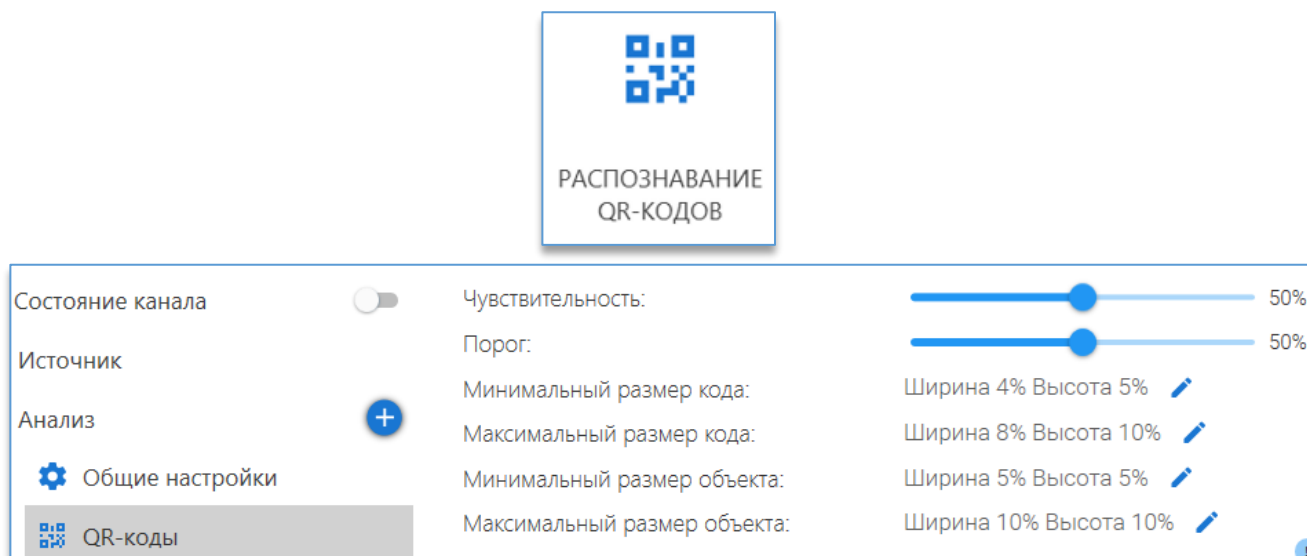 РАСПОЗНАВАНИЕ
QR-КОДОВ
Состояние канала
Источник
Анализ
Общие настройки
QR-коды
Чувствительность: 50%
Порог: 50%
Минимальный размер кода: Ширина 4% Высота 5%
Максимальный размер кода: Ширина 8% Высота 10%
Минимальный размер объекта: Ширина 5% Высота 5%
Максимальный размер объекта: Ширина 10% Высота 10%